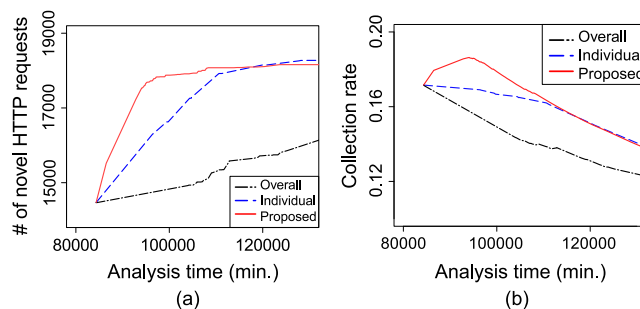 # of novel HTTP requests
19000
17000
15000
80000 100000 120000
Analysis time (min.)
Overall
Individual
Proposed
(a)
Collection rate
0.20
0.16
0.12
80000 100000 120000
Analysis time (min.)
Overall
Individual
Proposed
(b)